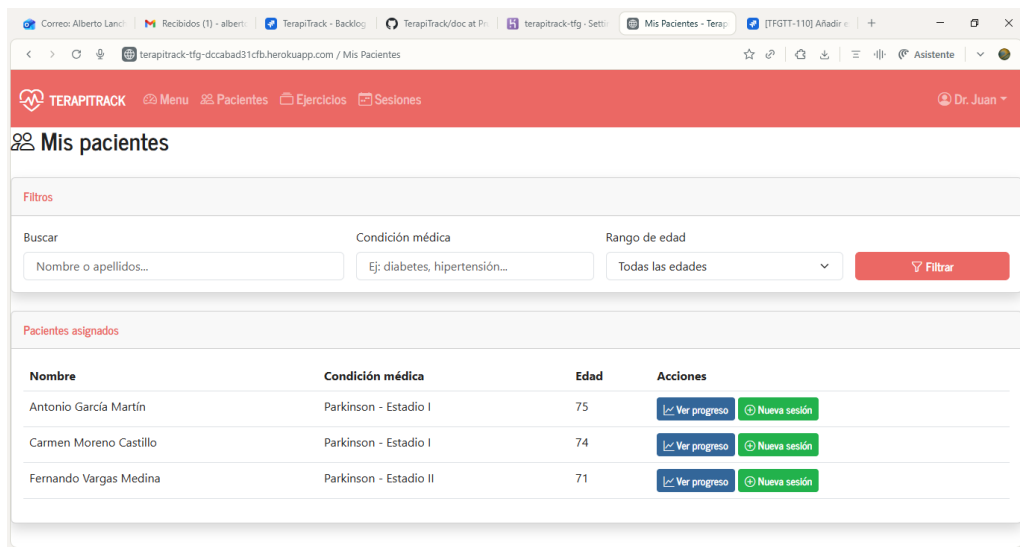 Correo: Alberto Lanch
Recibidos (1) - albert
TerapiTrack - Backlog
TerapiTrack/doc at
terapitrack-tfg · Setti
Mis Pacientes - Terap
[TFGTT-110] Añadir
terapitrack-tfg-dccabad31cfb.herokuapp.com / Mis Pacientes
Asistente
TERAPITRACK Menu Pacientes Ejercicios Sesiones Dr. Juan
Mis pacientes
Filtros
Buscar Condición médica Rango de edad
Nombre o apellidos... Ej: diabetes, hipertensión... Todas las edades Filtrar
Pacientes asignados
Nombre Condición médica Edad Acciones
Antonio García Martín Parkinson - Estadio I 75 Ver progreso Nueva sesión
Carmen Moreno Castillo Parkinson - Estadio I 74 Ver progreso Nueva sesión
Fernando Vargas Medina Parkinson - Estadio II 71 Ver progreso Nueva sesión